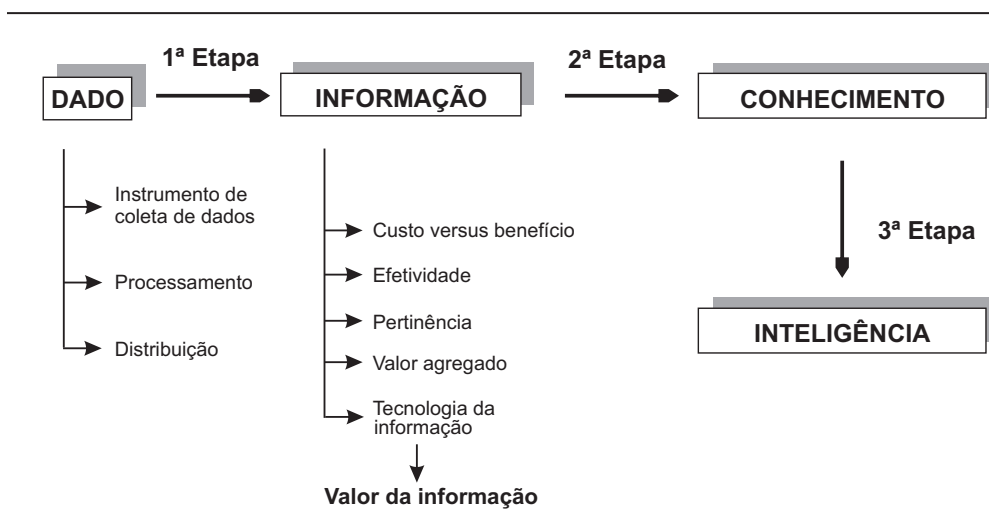 1ª Etapa
2ª Etapa
DADO
INFORMAÇÃO
CONHECIMENTO
Instrumento de
coleta de dados
Processamento
Distribuição
Custo versus benefício
Efetividade
Pertinência
Valor agregado
Tecnologia da
informação
Valor da informação
3ª Etapa
INTELIGÊNCIA